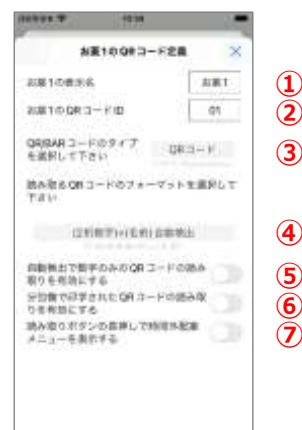 お薬1のQRコード定義 ×
お薬1の表示名 お薬1 ①
お薬1のQRコードID 01 ②
QR/BARコードのタイプ
を選択して下さい QRコード ③
読み取るQRコードのフォーマットを選択して
下さい
(2桁数字)+(名前)自動検出 ④
自動検出で数字のみのQRコードの読み
取りを有効にする ⑤
分包機で印字されたQRコードの読み取
りを有効にする ⑥
読み取りボタンの長押しで時間外配薬
メニューを表示する ⑦